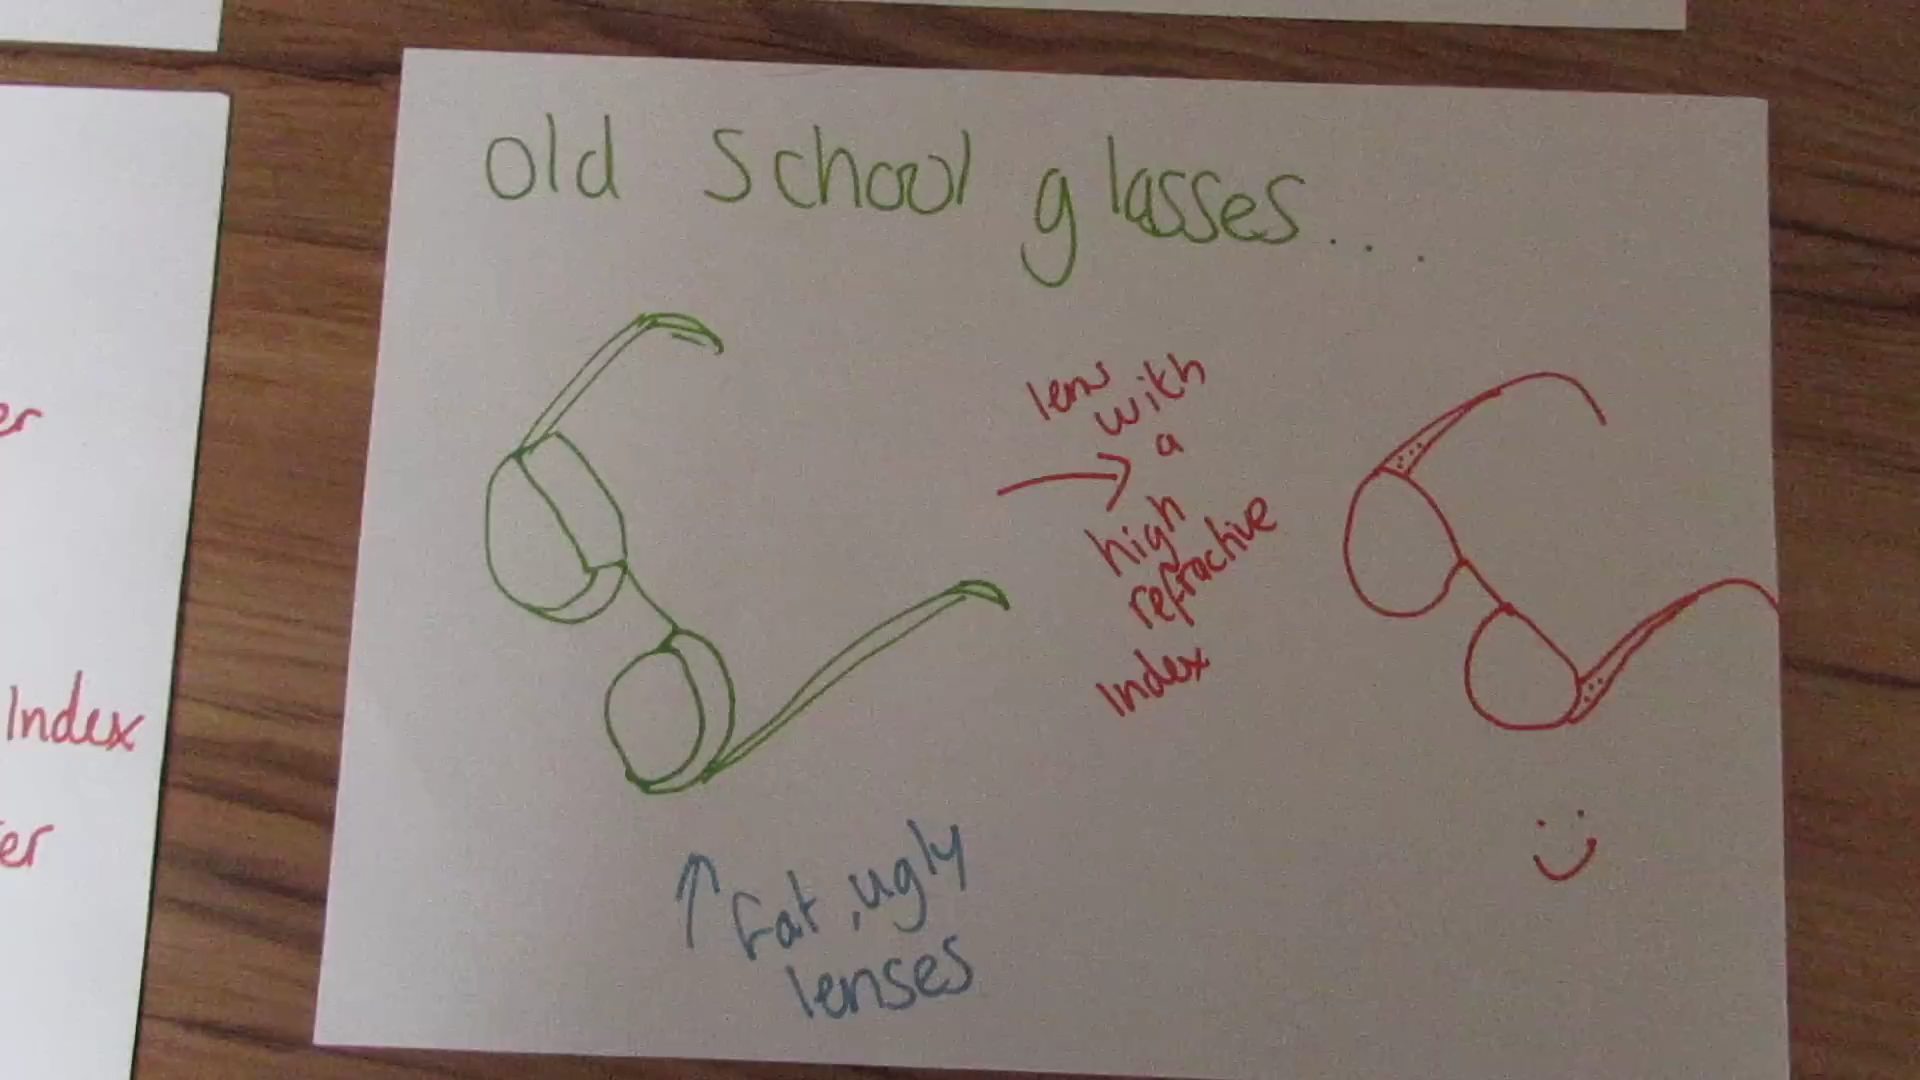 er
Index
er
old school glasses...
lens
with
a
high
refractive
Index
fat, ugly
lenses